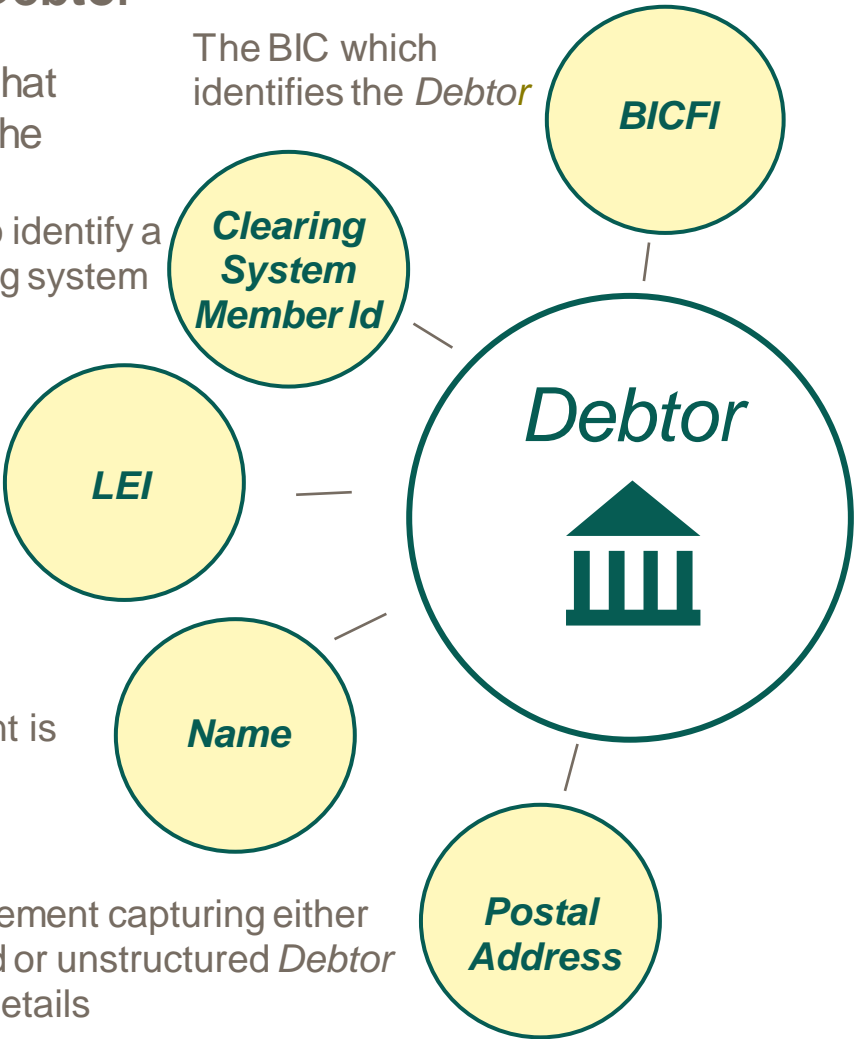 The BIC which
identifies the Debtor
BICFI
hat
he
identify a
g system
Clearing
System
Member Id
Debtor
LEI
nt is
Name
ement capturing either
d or unstructured Debtor
etails
Postal
Address